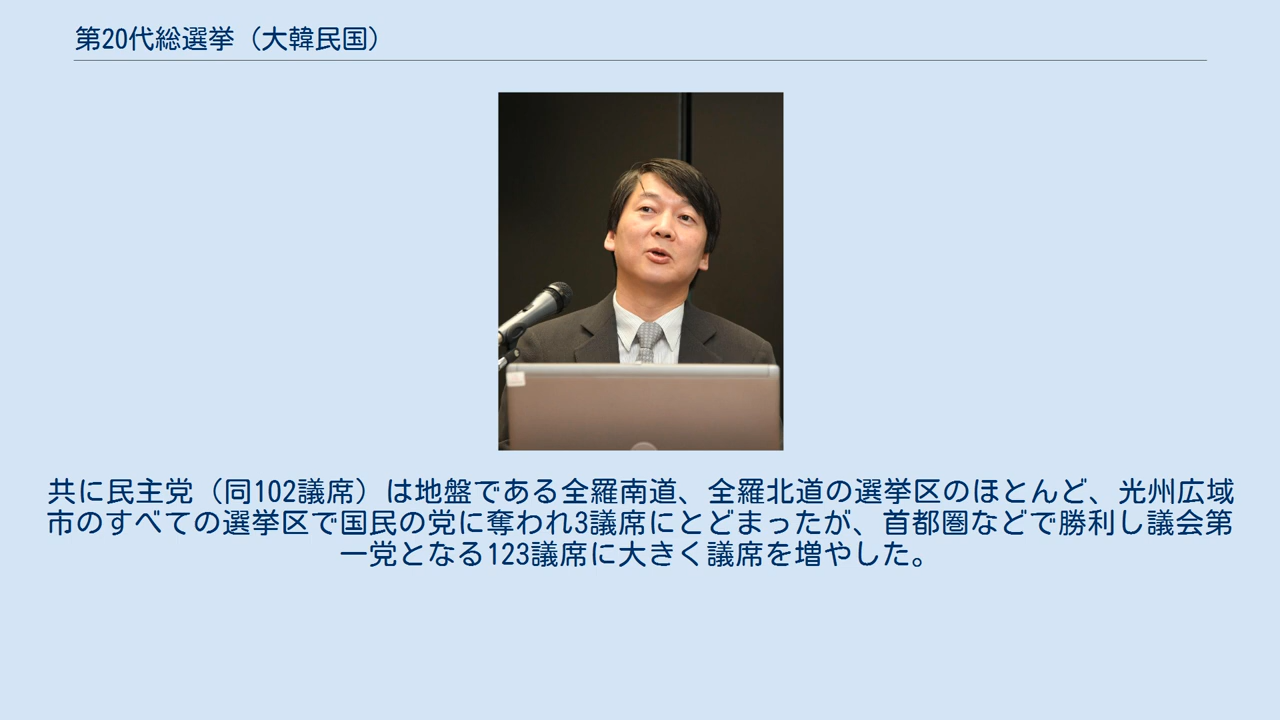 第20代総選挙（大韓民国）
共に民主党（同102議席）は地盤である全羅南道、全羅北道の選挙区のほとんど、光州広域
市のすべての選挙区で国民の党に奪われ3議席にとどまったが、首都圏などで勝利し議会第
一党となる123議席に大きく議席を増やした。